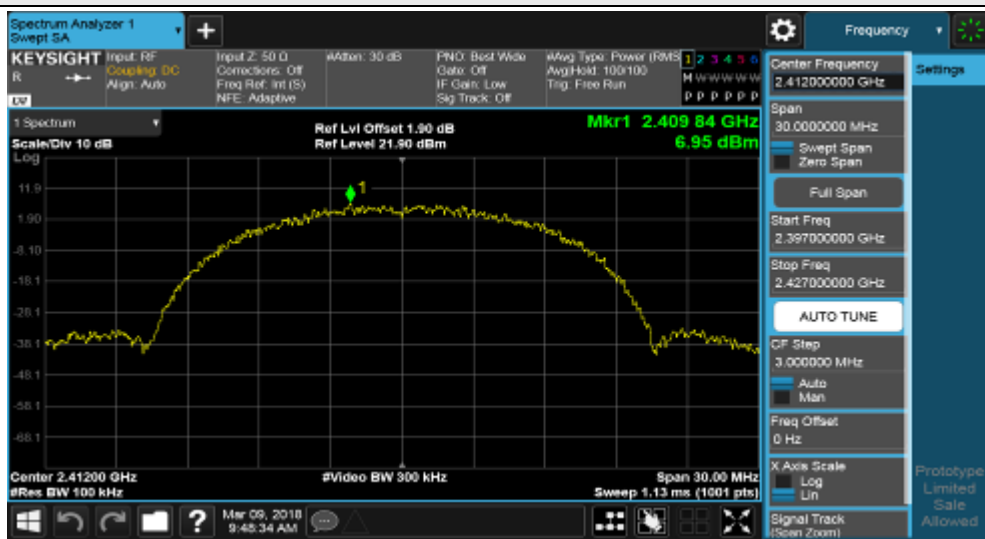 Spectrum Analyzer 1
Swept SA
Frequency
KEYSIGHT
R
Input: RF
Coupling: DC
Align: Auto
Input Z: 50 Ω
Corrections: Off
Freq Ref: Int (S)
NFE: Adaptive
#Atten: 30 dB
PNO: Best Wide
Gate: Off
IF Gain: Low
Sig Track: Off
#Avg Type: Power (RMS
Avg|Hold: 100/100
Trig: Free Run
1 2 3 4 5 6
M W W W W W
P P P P P P
1 Spectrum
Scale/Div 10 dB
Log
Ref Lvl Offset 1.90 dB
Ref Level 21.90 dBm
Mkr1 2.409 84 GHz
6.95 dBm
1
11.9
1.90
-8.10
-18.1
-28.1
-38.1
-48.1
-58.1
-68.1
Center 2.41200 GHz
#Res BW 100 kHz
#Video BW 300 kHz
Span 30.00 MHz
Sweep 1.13 ms (1001 pts)
Mar 09, 2018
9:48:34 AM
Center Frequency
2.412000000 GHz
Span
30.0000000 MHz
Swept Span
Zero Span
Full Span
Start Freq
2.397000000 GHz
Stop Freq
2.427000000 GHz
AUTO TUNE
CF Step
3.000000 MHz
Auto
Man
Freq Offset
0 Hz
X Axis Scale
Log
Lin
Signal Track
(Span Zoom)
Settings
Prototype
Limited
Sale
Allowed